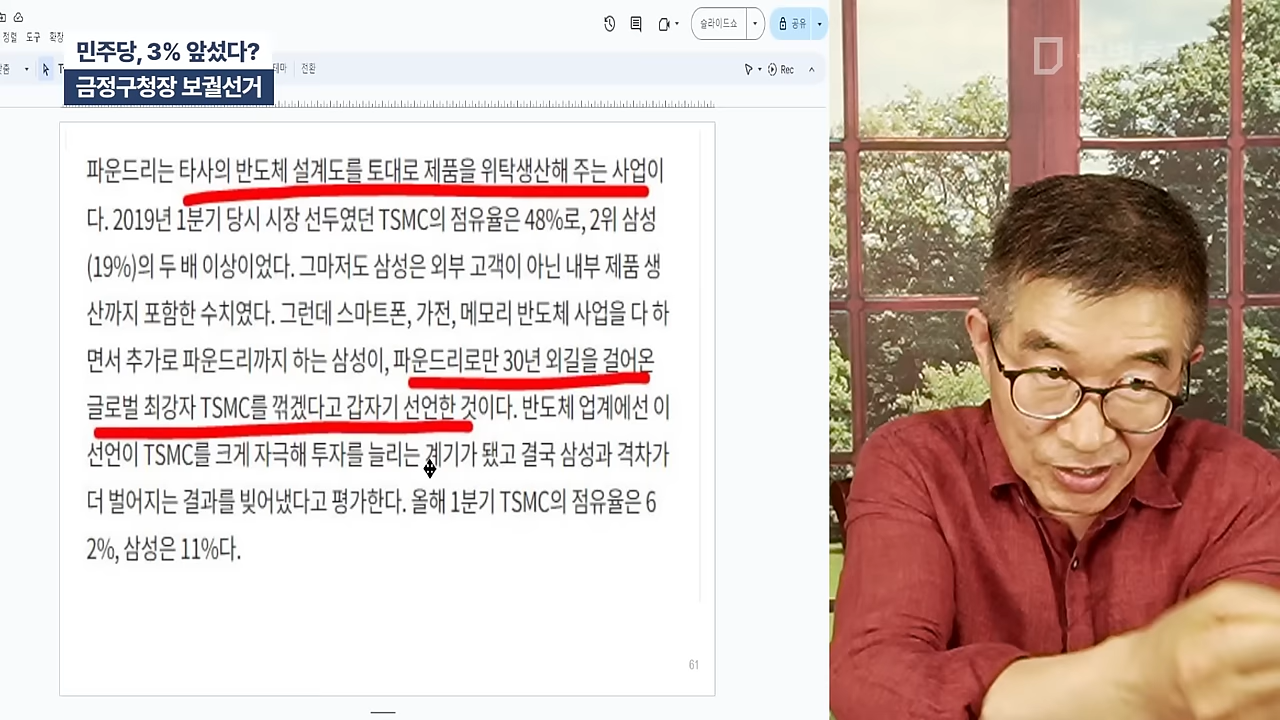 정렬 도구 확장
슬라이드쇼
공유
민주당, 3% 앞섰다?
테마 전환
Rec
금정구청장 보궐선거
파운드리는 타사의 반도체 설계도를 토대로 제품을 위탁생산해 주는 사업이
다. 2019년 1분기 당시 시장 선두였던 TSMC의 점유율은 48%로, 2위 삼성
(19%)의 두 배 이상이었다. 그마저도 삼성은 외부 고객이 아닌 내부 제품 생
산까지 포함한 수치였다. 그런데 스마트폰, 가전, 메모리 반도체 사업을 다 하
면서 추가로 파운드리까지 하는 삼성이, 파운드리로만 30년 외길을 걸어온
글로벌 최강자 TSMC를 꺾겠다고 갑자기 선언한 것이다. 반도체 업계에선 이
선언이 TSMC를 크게 자극해 투자를 늘리는 계기가 됐고 결국 삼성과 격차가
더 벌어지는 결과를 빚어냈다고 평가한다. 올해 1분기 TSMC의 점유율은 6
2%, 삼성은 11%다.
61